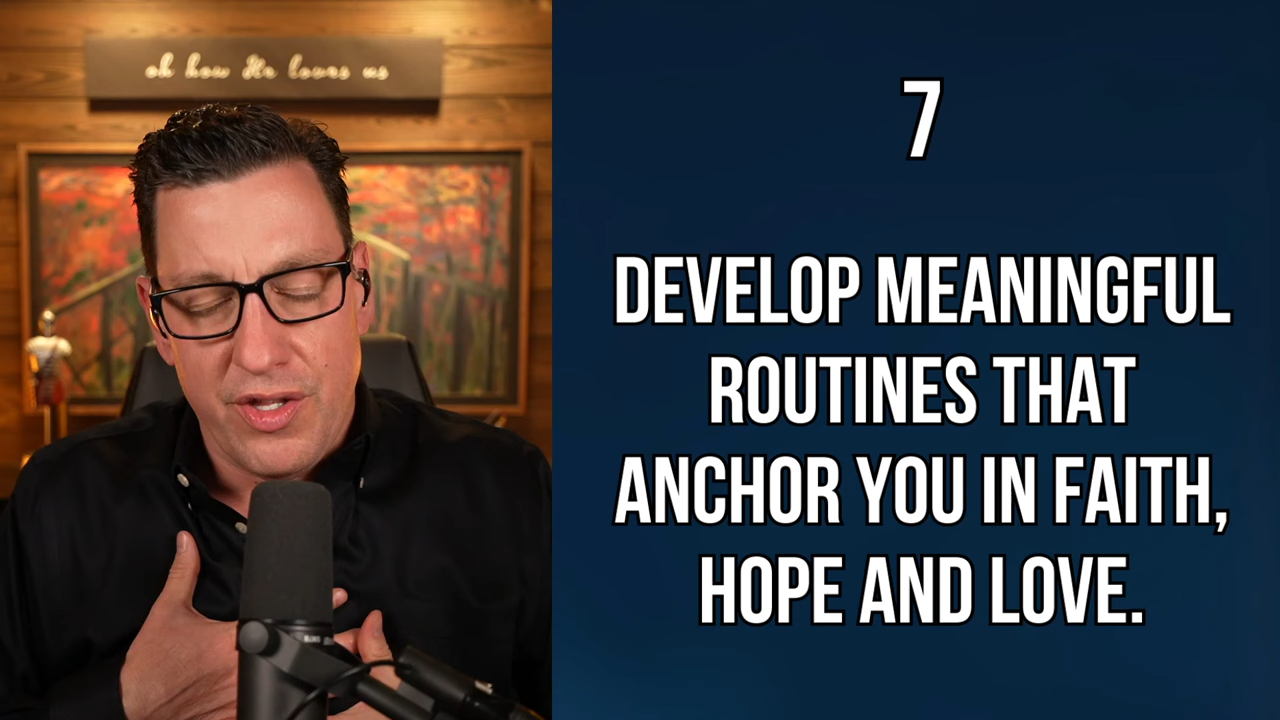 oh how He loves us
7
DEVELOP MEANINGFUL
ROUTINES THAT
ANCHOR YOU IN FAITH,
HOPE AND LOVE.